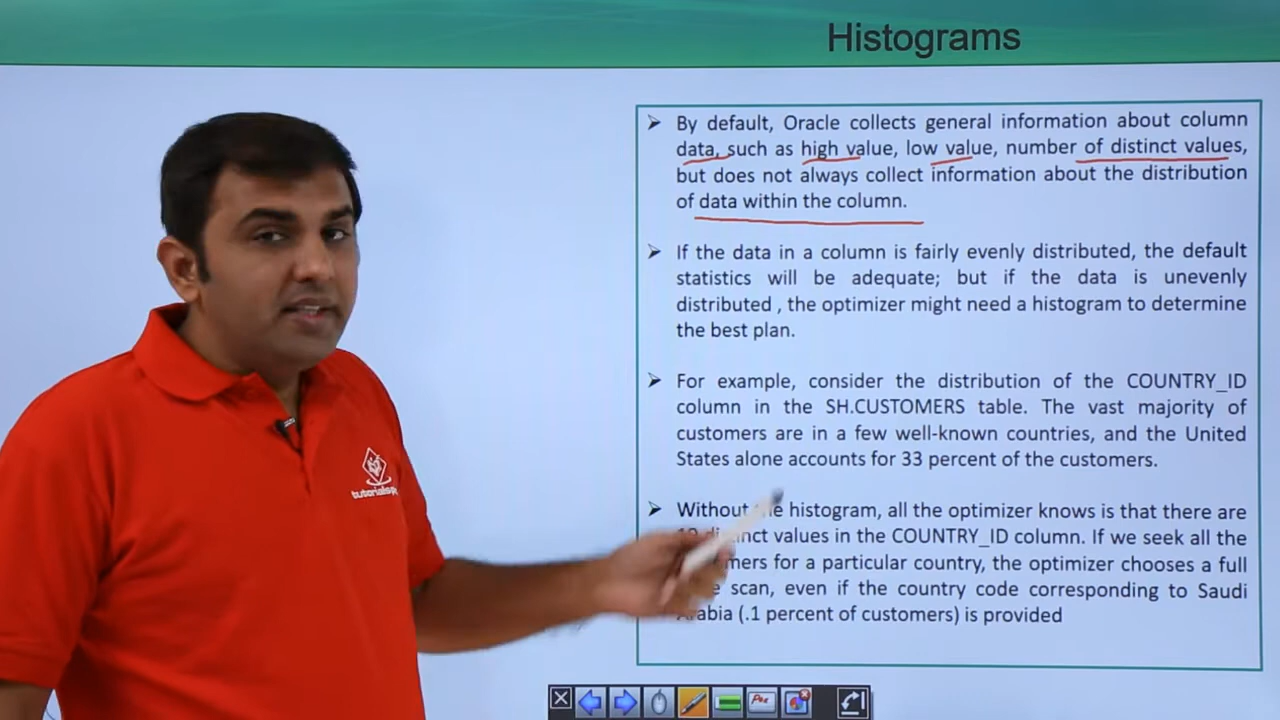 Histograms
➢ By default, Oracle collects general information about column
data, such as high value, low value, number of distinct values,
but does not always collect information about the distribution
of data within the column.
➢ If the data in a column is fairly evenly distributed, the default
statistics will be adequate; but if the data is unevenly
distributed , the optimizer might need a histogram to determine
the best plan.
➢ For example, consider the distribution of the COUNTRY_ID
column in the SH.CUSTOMERS table. The vast majority of
customers are in a few well-known countries, and the United
States alone accounts for 33 percent of the customers.
➢ Without the histogram, all the optimizer knows is that there are
distinct values in the COUNTRY_ID column. If we seek all the
for a particular country, the optimizer chooses a full
scan, even if the country code corresponding to Saudi
Arabia (.1 percent of customers) is provided